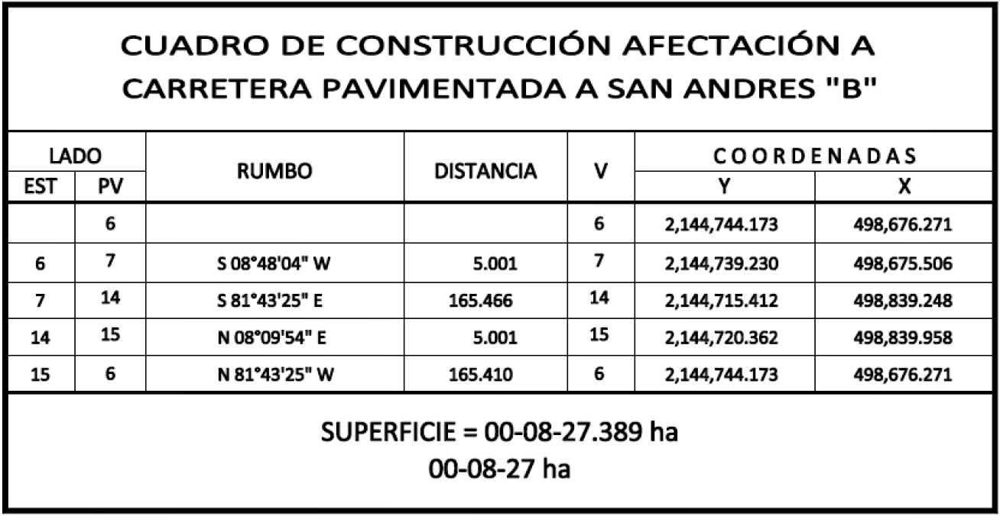 CUADRO DE CONSTRUCCIÓN AFECTACIÓN A
CARRETERA PAVIMENTADA A SAN ANDRES "B"
LADO RUMBO DISTANCIA V COORDENADAS
EST PV Y X
6 6 2,144,744.173 498,676.271
6 7 S 08°48'04" W 5.001 7 2,144,739.230 498,675.506
7 14 S 81°43'25" E 165.466 14 2,144,715.412 498,839.248
14 15 N 08°09'54" E 5.001 15 2,144,720.362 498,839.958
15 6 N 81°43'25" W 165.410 6 2,144,744.173 498,676.271
SUPERFICIE = 00-08-27.389 ha
00-08-27 ha